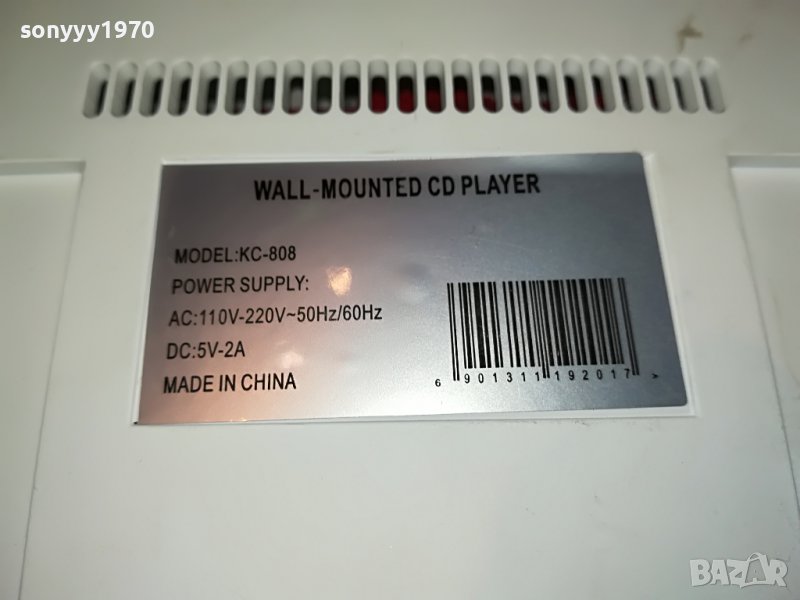 sonyyy1970
WALL-MOUNTED CD PLAYER
MODEL:KC-808
POWER SUPPLY:
AC:110V-220V~50Hz/60Hz
DC:5V-2A
MADE IN CHINA
6 901311 192017 >
BAZAR